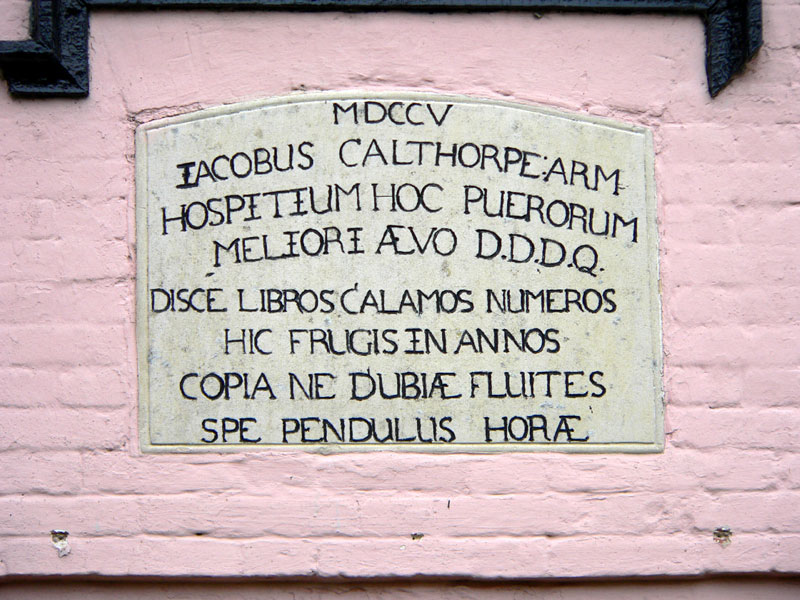 MDCCV
IACOBUS CALTHORPE:ARM
HOSPITIUM HOC PUERORUM
MELIORI ÆVO D.D.D.Q.
DISCE LIBROS CALAMOS NUMEROS
HIC FRUGIS IN ANNOS
COPIA NE DUBIÆ FLUITES
SPE PENDULUS HORÆ